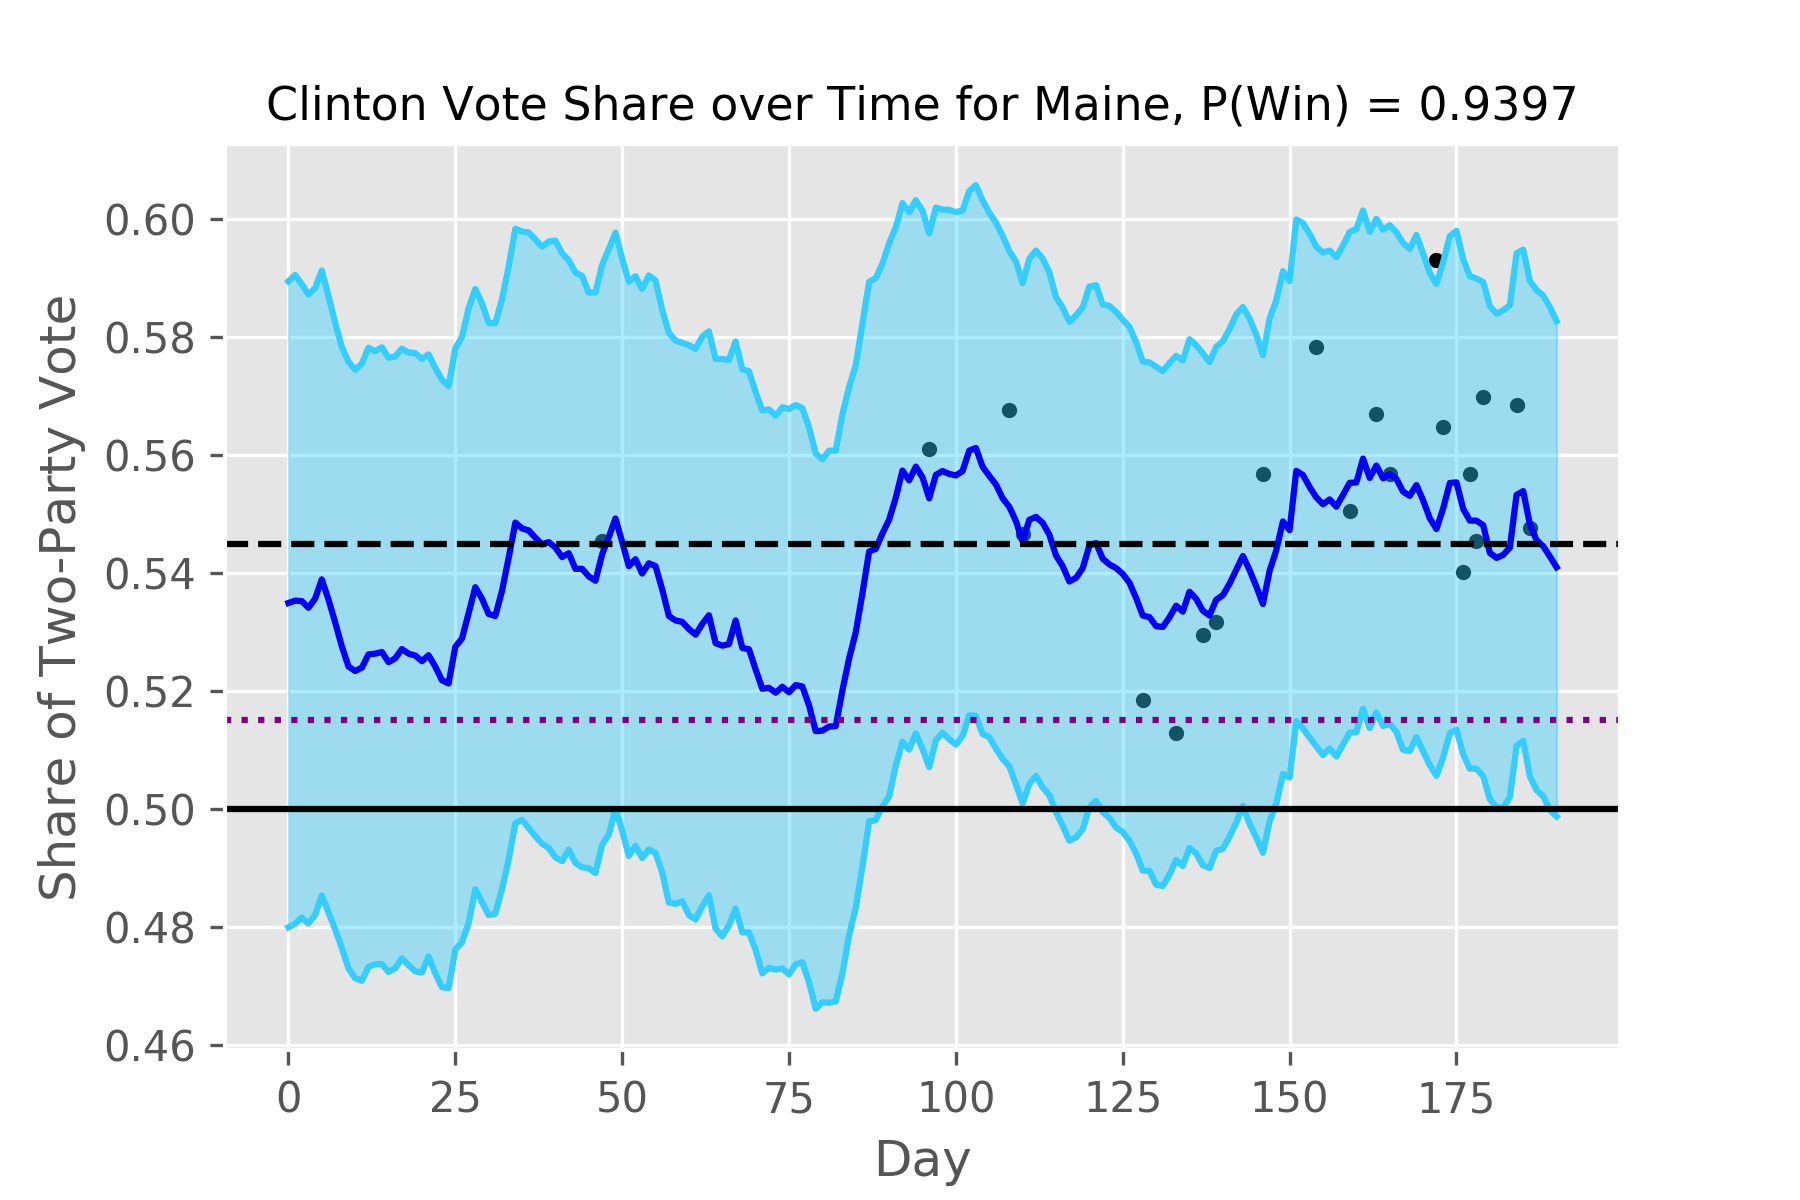 Clinton Vote Share over Time for Maine, P(Win) = 0.9397
Share of Two-Party Vote
0.60
0.58
0.56
0.54
0.52
0.50
0.48
0.46
0 25 50 75 100 125 150 175
Day